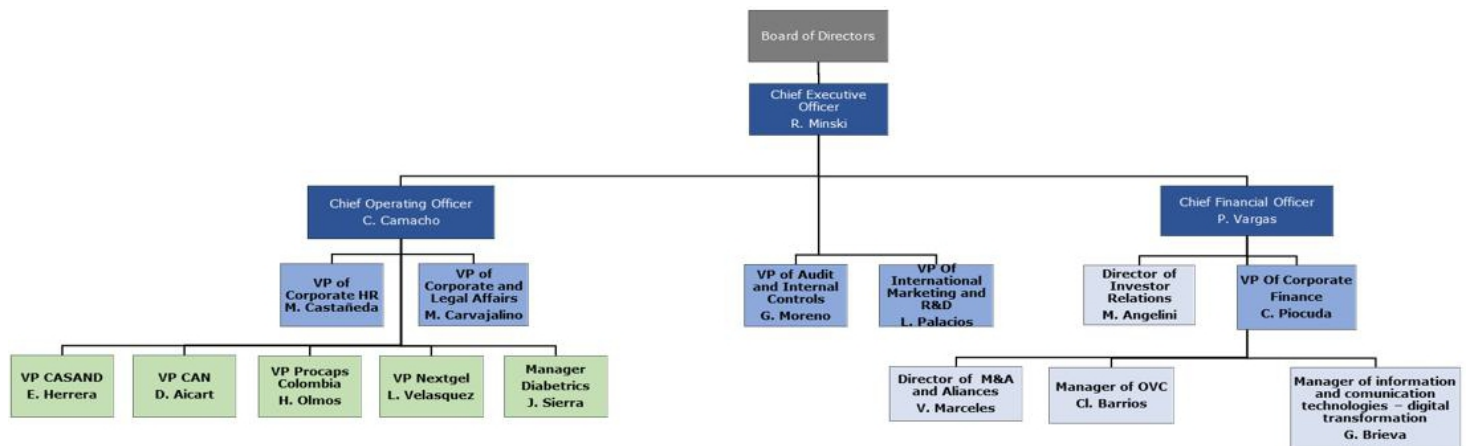 Board of Directors
Chief Executive
Officer
R. Minski
Chief Operating Officer
C. Camacho
Chief Financial Officer
P. Vargas
VP of
Corporate HR
M. Castañeda
VP of
Corporate and
Legal Affairs
M. Carvajalino
VP of Audit
and Internal
Controls
G. Moreno
VP Of
International
Marketing and
R&D
L. Palacios
Director of
Investor
Relations
M. Angelini
VP Of Corporate
Finance
C. Piocuda
VP CASAND
E. Herrera
VP CAN
D. Aicart
VP Procaps
Colombia
H. Olmos
VP Nextgel
L. Velasquez
Manager
Diabetrics
J. Sierra
Director of M&A
and Aliances
V. Marceles
Manager of OVC
Cl. Barrios
Manager of information
and comunication
technologies – digital
transformation
G. Brieva